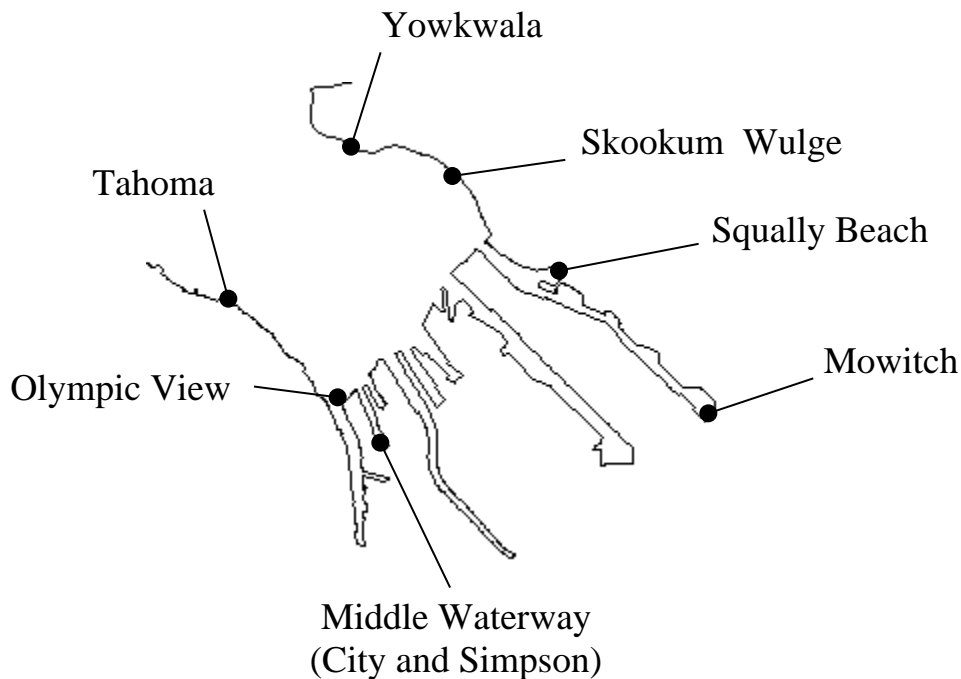 Yowkwala
Skookum Wulge
Tahoma
Squally Beach
Mowitch
Olympic View
Middle Waterway
(City and Simpson)